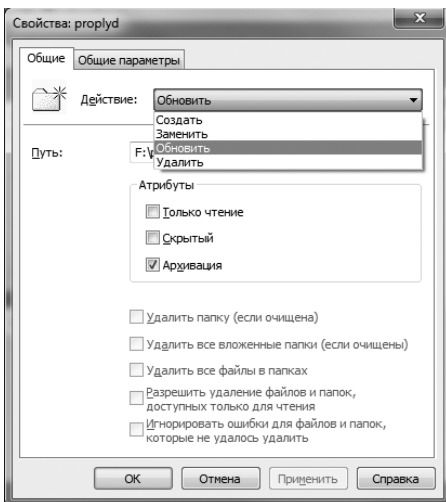 Свойства: proplyd
Общие
Общие параметры
Действие:
Обновить
Создать
Заменить
Обновить
Удалить
Путь:
F:\
Атрибуты
Только чтение
Скрытый
Архивация
Удалить папку (если очищена)
Удалить все вложенные папки (если очищены)
Удалить все файлы в папках
Разрешить удаление файлов и папок,
доступных только для чтения
Игнорировать ошибки для файлов и папок,
которые не удалось удалить
ОК
Отмена
Применить
Справка